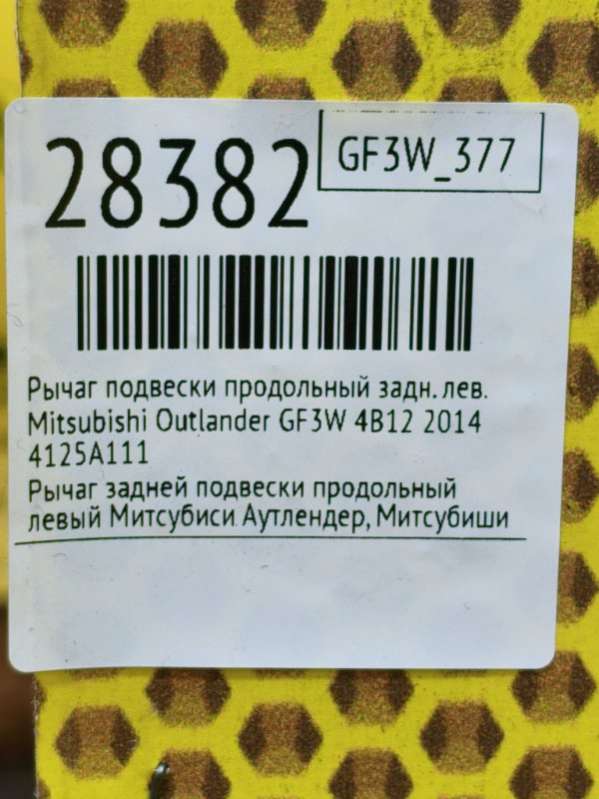 28382
GF3W_377
Рычаг подвески продольный задн. лев.
Mitsubishi Outlander GF3W 4B12 2014
4125A111
Рычаг задней подвески продольный
левый Митсубиси Аутлендер, Митсубиши